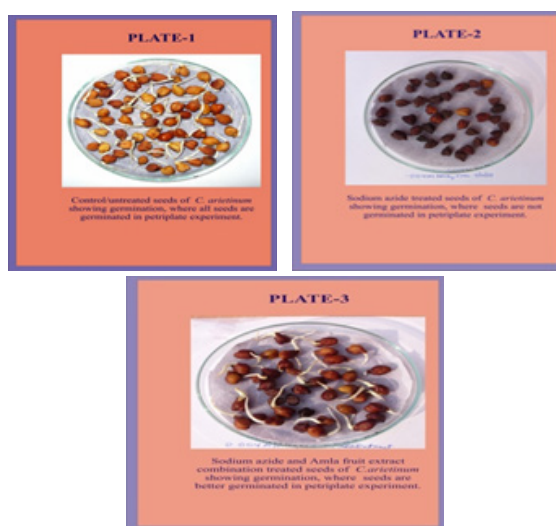 PLATE-1
Control/untreated seeds of C. arietinum
showing germination, where all seeds are
germinated in petriplate experiment.
PLATE-2
Sodium azide treated seeds of C. arietinum
showing germination, where seeds are not
germinated in petriplate experiment.
PLATE-3
Sodium azide and Amla fruit extract
combination treated seeds of C.arietinum
showing germination, where seeds are
better germinated in petriplate experiment.